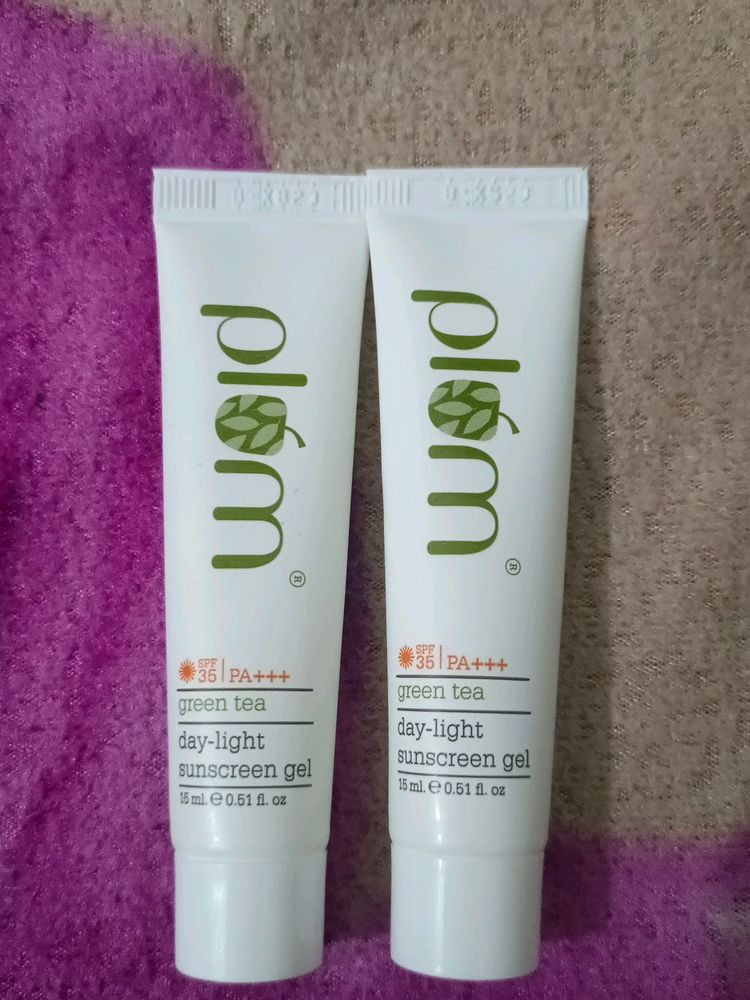 plum
®
SPF
35 | PA+++
green tea
day-light
sunscreen gel
15 ml. ℮ 0.51 fl. oz
plum
®
SPF
35 | PA+++
green tea
day-light
sunscreen gel
15 ml. ℮ 0.51 fl. oz